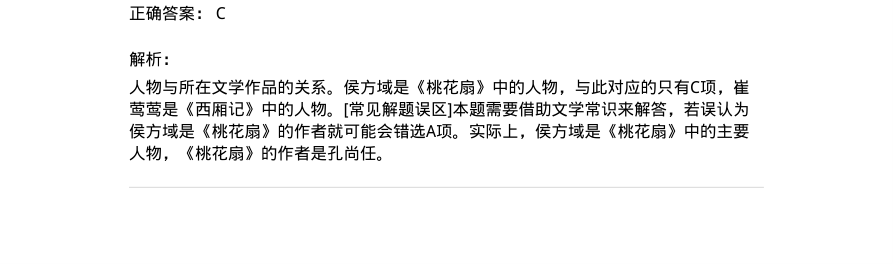 正确答案： C
解析：
人物与所在文学作品的关系。侯方域是《桃花扇》中的人物，与此对应的只有C项，崔
莺莺是《西厢记》中的人物。[常见解题误区]本题需要借助文学常识来解答，若误认为
侯方域是《桃花扇》的作者就可能会错选A项。实际上，侯方域是《桃花扇》中的主要
人物，《桃花扇》的作者是孔尚任。